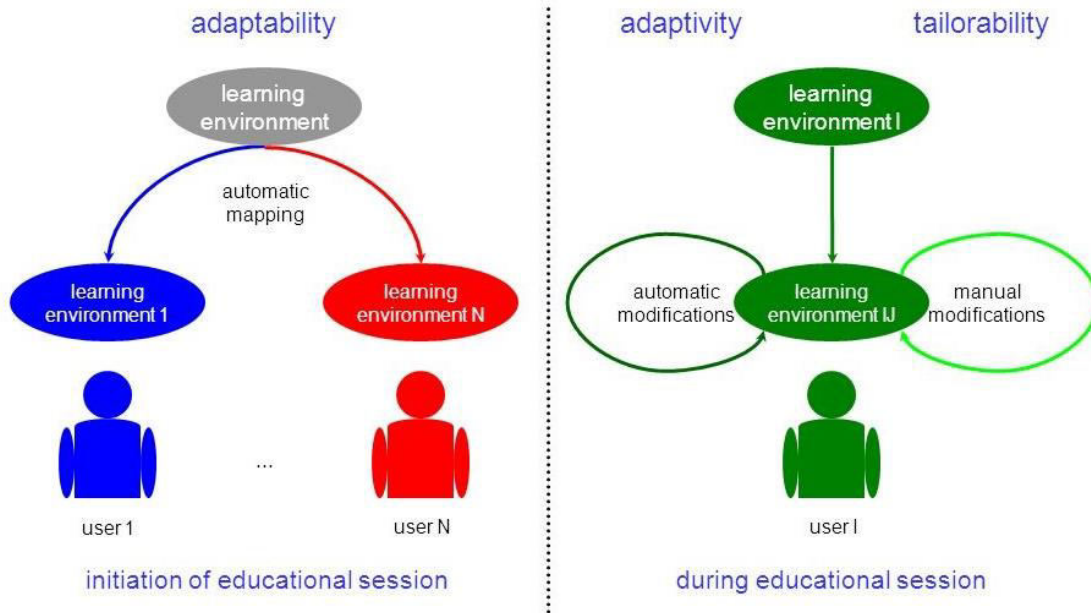 adaptability
learning
environment
automatic
mapping
learning
environment 1
learning
environment N
...
user 1
user N
initiation of educational session
adaptivity
tailorability
learning
environment I
automatic
modifications
learning
environment IJ
manual
modifications
user I
during educational session